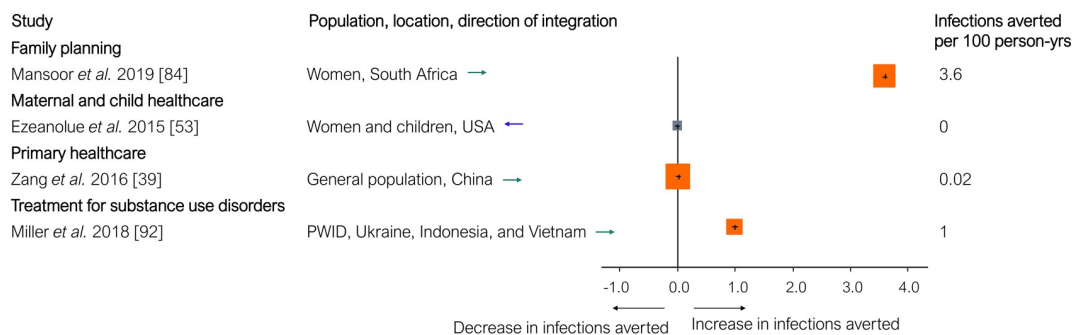 Study Population, location, direction of integration Infections averted
per 100 person-yrs
Family planning
Mansoor et al. 2019 [84] Women, South Africa → 3.6
Maternal and child healthcare
Ezeanolue et al. 2015 [53] Women and children, USA ← 0
Primary healthcare
Zang et al. 2016 [39] General population, China → 0.02
Treatment for substance use disorders
Miller et al. 2018 [92] PWID, Ukraine, Indonesia, and Vietnam → 1
-1.0 0.0 1.0 2.0 3.0 4.0
Decrease in infections averted Increase in infections averted